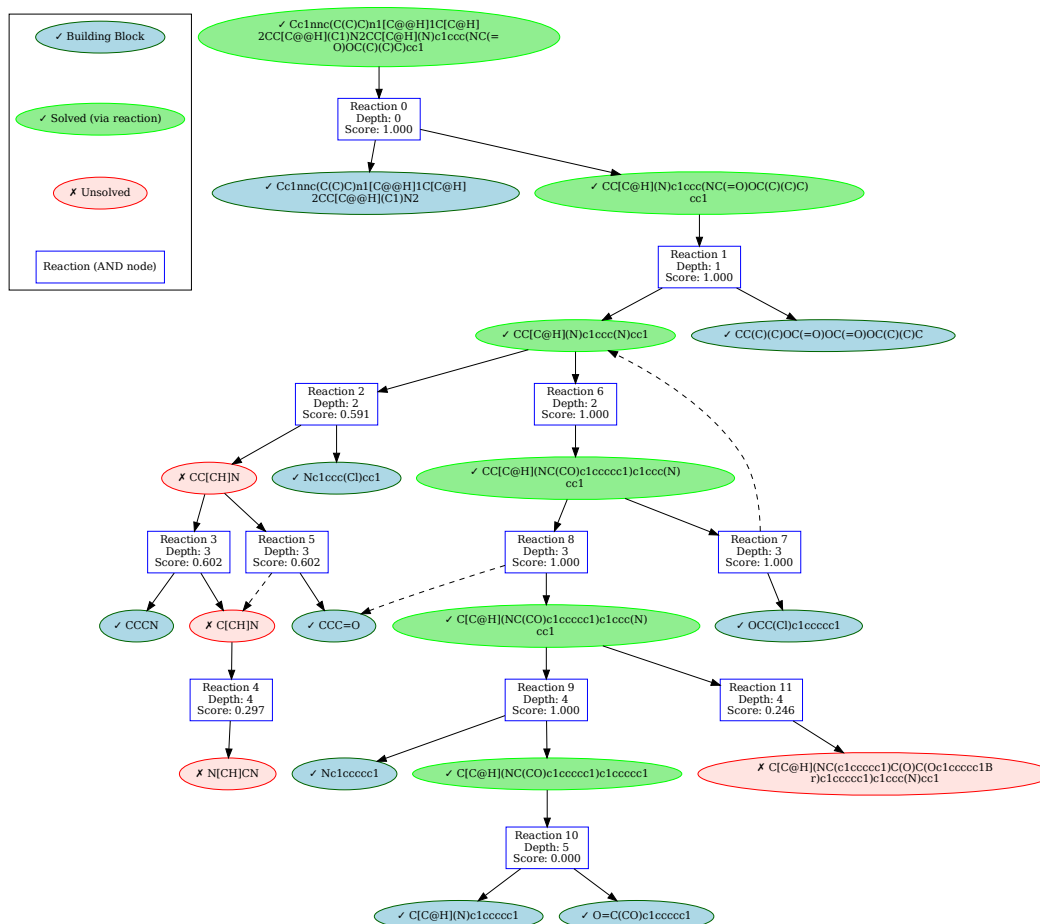 ✓ Building Block
✓ Solved (via reaction)
✗ Unsolved
Reaction (AND node)
✓ Cc1nnc(C(C)C)n1[C@@H]1C[C@H]
2CC[C@@H](C1)N2CC[C@H](N)c1ccc(NC(=
O)OC(C)(C)C)cc1
Reaction 0
Depth: 0
Score: 1.000
✓ Cc1nnc(C(C)C)n1[C@@H]1C[C@H]
2CC[C@@H](C1)N2
✓ CC[C@H](N)c1ccc(NC(=O)OC(C)(C)C)
cc1
Reaction 1
Depth: 1
Score: 1.000
✓ CC[C@H](N)c1ccc(N)cc1
✓ CC(C)(C)OC(=O)OC(=O)OC(C)(C)C
Reaction 2
Depth: 2
Score: 0.591
Reaction 6
Depth: 2
Score: 1.000
✗ CC[CH]N
✓ Nc1ccc(Cl)cc1
✓ CC[C@H](NC(CO)c1ccccc1)c1ccc(N)
cc1
Reaction 3
Depth: 3
Score: 0.602
Reaction 5
Depth: 3
Score: 0.602
Reaction 8
Depth: 3
Score: 1.000
Reaction 7
Depth: 3
Score: 1.000
✓ CCCN
✗ C[CH]N
✓ CCC=O
✓ C[C@@H](NC(CO)c1ccccc1)c1ccc(N)
cc1
✓ OCC(Cl)c1ccccc1
Reaction 4
Depth: 4
Score: 0.297
Reaction 9
Depth: 4
Score: 1.000
Reaction 11
Depth: 4
Score: 0.246
✗ N[CH]CN
✓ Nc1ccccc1
✓ C[C@@H](NC(CO)c1ccccc1)c1ccccc1
✗ C[C@@H](NC(c1ccccc1)C(O)C(Oc1ccccc1B
r)c1ccccc1)c1ccc(N)cc1
Reaction 10
Depth: 5
Score: 0.000
✓ C[C@@H](N)c1ccccc1
✓ O=C(CO)c1ccccc1